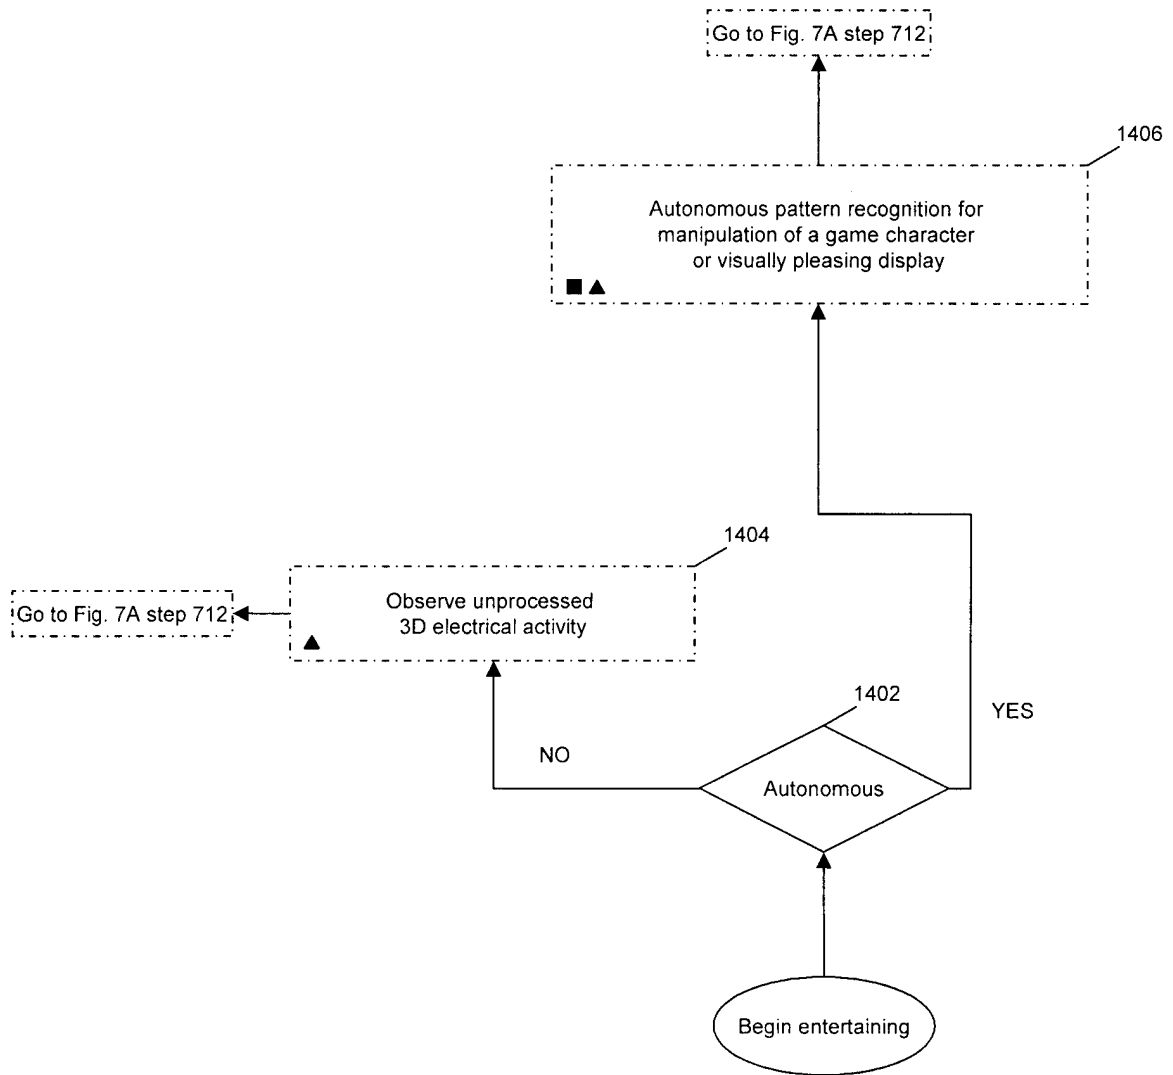 Go to Fig. 7A step 712
1406
Autonomous pattern recognition for
manipulation of a game character
or visually pleasing display
1404
Observe unprocessed
3D electrical activity
Go to Fig. 7A step 712
1402
YES
NO
Autonomous
Begin entertaining